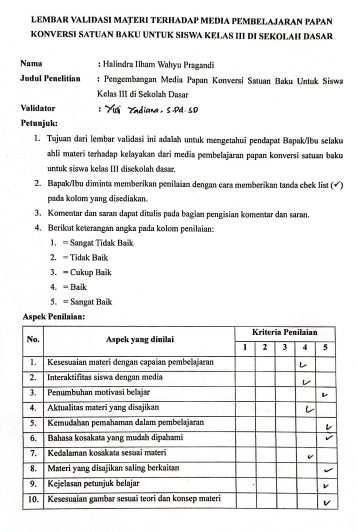 LEMBAR VALIDASI MATERI TERHADAP MEDIA PEMBELAJARAN PAPAN
KONVERSI SATUAN BAKU UNTUK SISWA KELAS III DI SEKOLAH DASAR
Nama : Halindra Ilham Wahyu Pragandi
Judul Penelitian : Pengembangan Media Papan Konversi Satuan Baku Untuk Siswa
Kelas III di Sekolah Dasar
Validator : Yudiana. S.Pd.SD
Petunjuk:
1. Tujuan dari lembar validasi ini adalah untuk mengetahui pendapat Bapak/Ibu selaku
ahli materi terhadap kelayakan dari media pembelajaran papan konversi satuan baku
untuk siswa kelas III disekolah dasar.
2. Bapak/Ibu diminta memberikan penilaian dengan cara memberikan tanda chek list (✓)
pada kolom yang disediakan.
3. Komentar dan saran dapat ditulis pada bagian pengisian komentar dan saran.
4. Berikut keterangan angka pada kolom penilaian:
1. = Sangat Tidak Baik
2. = Tidak Baik
3. = Cukup Baik
4. = Baik
5. = Sangat Baik
Aspek Penilaian:
No. Aspek yang dinilai Kriteria Penilaian
1 2 3 4 5
1. Kesesuaian materi dengan capaian pembelajaran ✓
2. Interaktifitas siswa dengan media ✓
3. Penumbuhan motivasi belajar ✓
4. Aktualitas materi yang disajikan ✓
5. Kemudahan pemahaman dalam pembelajaran ✓
6. Bahasa kosakata yang mudah dipahami ✓
7. Kedalaman kosakata sesuai materi ✓
8. Materi yang disajikan saling berkaitan ✓
9. Kejelasan petunjuk belajar ✓
10. Kesesuaian gambar sesuai teori dan konsep materi ✓